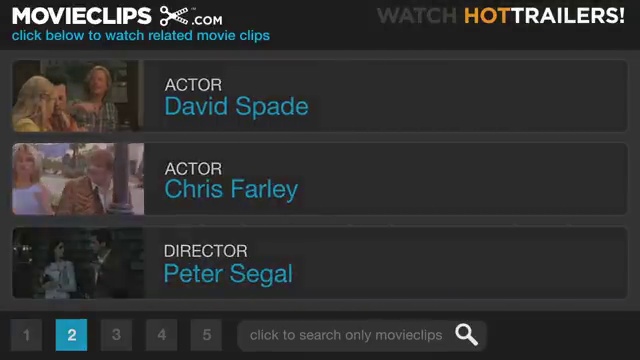 MOVIECLIPS .COM
WATCH HOTTRAILERS!
click below to watch related movie clips
ACTOR
David Spade
ACTOR
Chris Farley
DIRECTOR
Peter Segal
1 2 3 4 5 click to search only movieclips